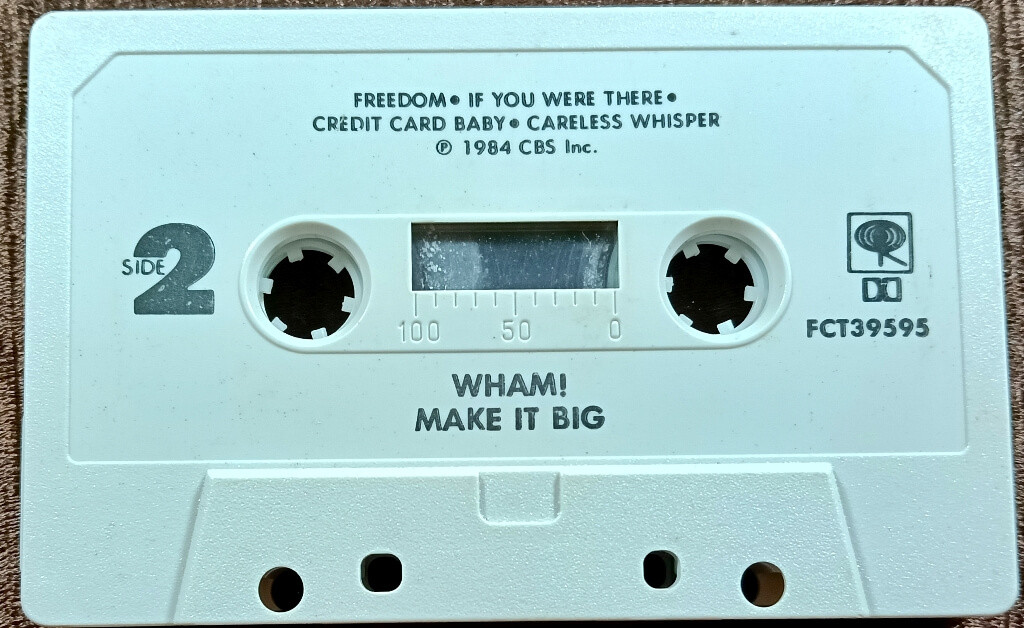 FREEDOM • IF YOU WERE THERE •
CREDIT CARD BABY • CARELESS WHISPER
℗ 1984 CBS Inc.
SIDE 2
100 50 0
FCT39595
WHAM!
MAKE IT BIG